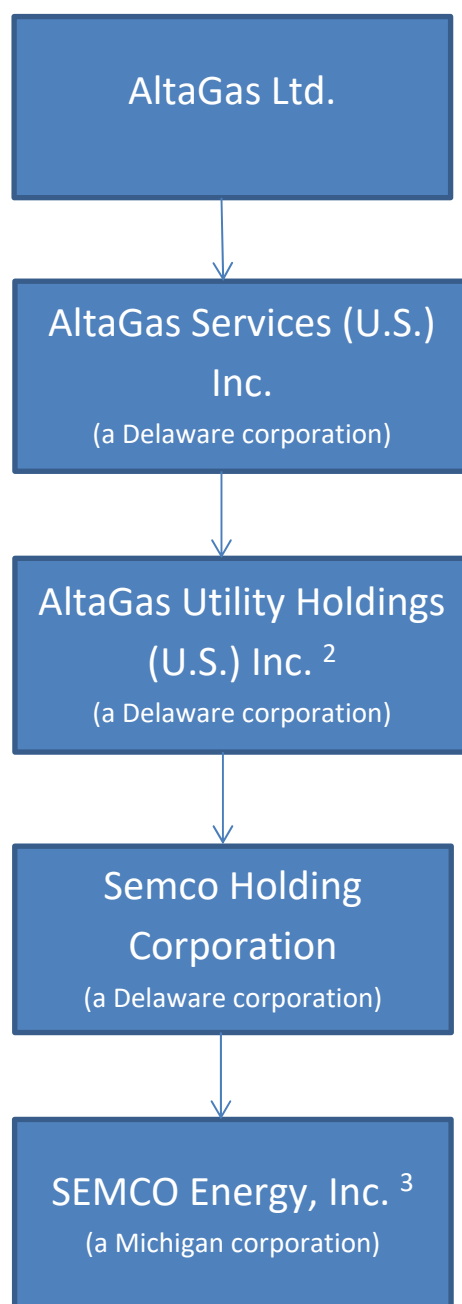 AltaGas Ltd.
AltaGas Services (U.S.)
Inc.
(a Delaware corporation)
AltaGas Utility Holdings
(U.S.) Inc. ²
(a Delaware corporation)
Semco Holding
Corporation
(a Delaware corporation)
SEMCO Energy, Inc. ³
(a Michigan corporation)